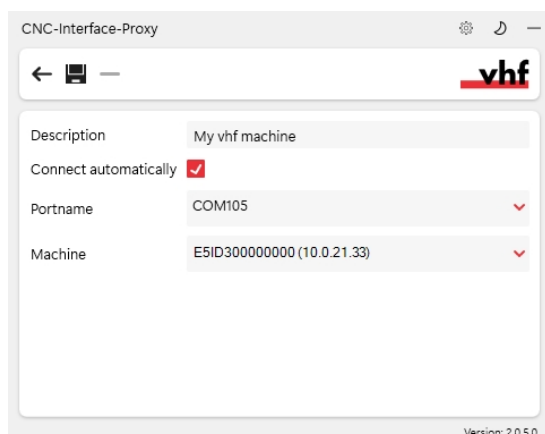 CNC-Interface-Proxy
vhf
Description My vhf machine
Connect automatically
Portname COM105
Machine E5ID300000000 (10.0.21.33)
Version: 2.0.5.0